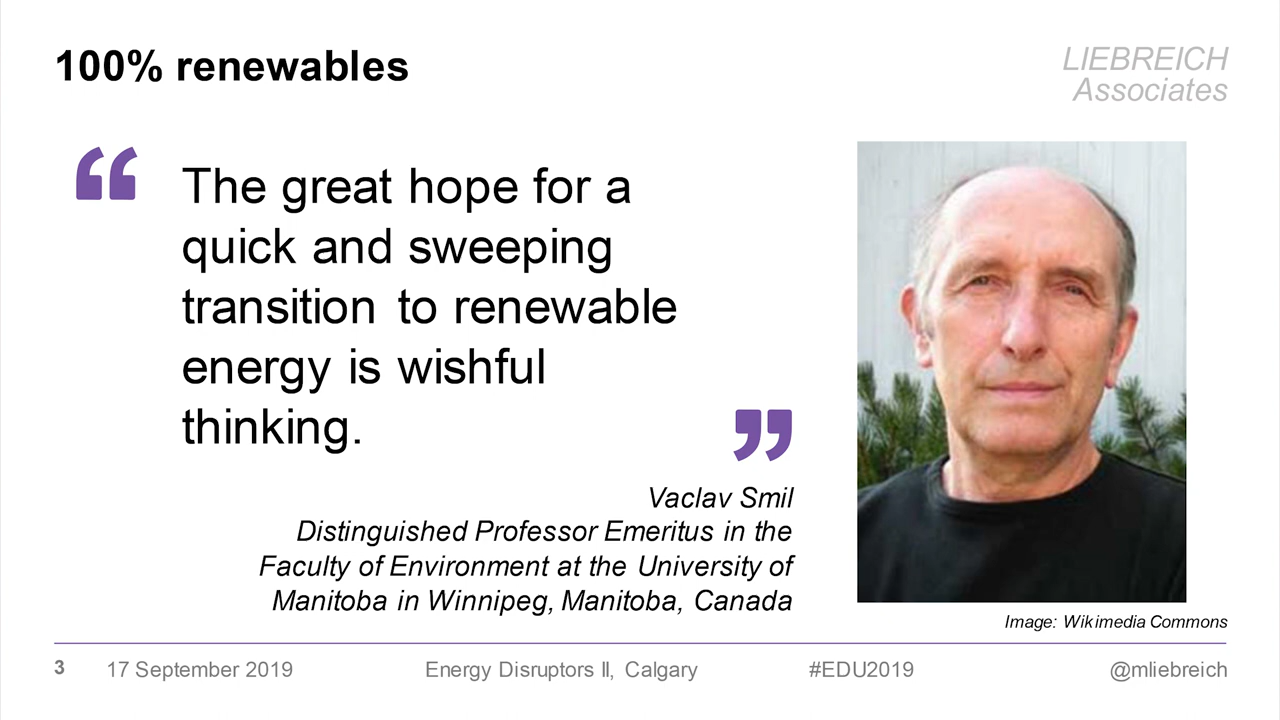 100% renewables
LIEBREICH
Associates
“
The great hope for a
quick and sweeping
transition to renewable
energy is wishful
thinking.
”
Vaclav Smil
Distinguished Professor Emeritus in the
Faculty of Environment at the University of
Manitoba in Winnipeg, Manitoba, Canada
Image: Wikimedia Commons
3 17 September 2019 Energy Disruptors II, Calgary #EDU2019 @mliebreich